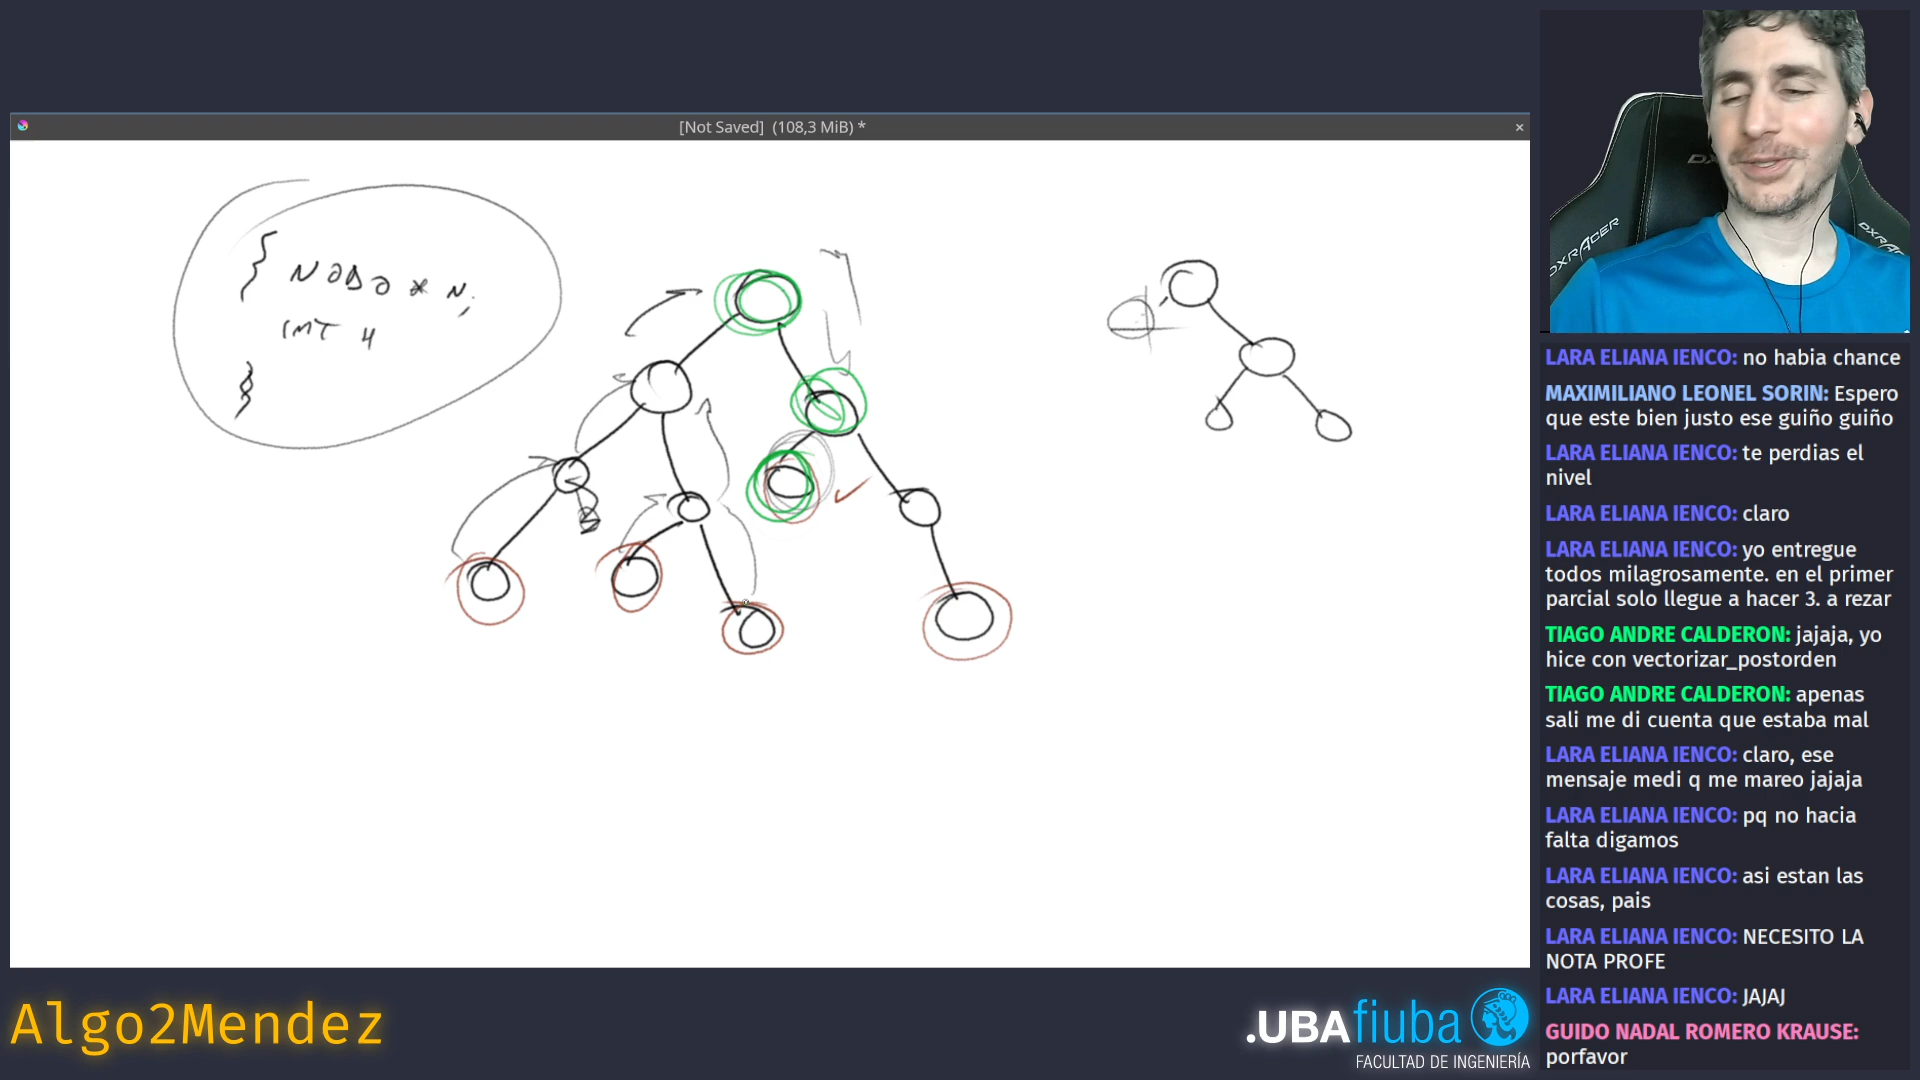 [Not Saved] (108,3 MiB) *
×
{ NODO * N;
INT H
}
DXRACER
LARA ELIANA IENCO: no habia chance
MAXIMILIANO LEONEL SORIN: Espero
que este bien justo ese guiño guiño
LARA ELIANA IENCO: te perdias el
nivel
LARA ELIANA IENCO: claro
LARA ELIANA IENCO: yo entregue
todos milagrosamente. en el primer
parcial solo llegue a hacer 3. a rezar
TIAGO ANDRE CALDERON: jajaja, yo
hice con vectorizar_postorden
TIAGO ANDRE CALDERON: apenas
sali me di cuenta que estaba mal
LARA ELIANA IENCO: claro, ese
mensaje medi q me mareo jajaja
LARA ELIANA IENCO: pq no hacia
falta digamos
LARA ELIANA IENCO: asi estan las
cosas, pais
LARA ELIANA IENCO: NECESITO LA
NOTA PROFE
LARA ELIANA IENCO: JAJAJ
GUIDO NADAL ROMERO KRAUSE:
porfavor
Algo2Mendez
.UBAfiuba
FACULTAD DE INGENIERÍA